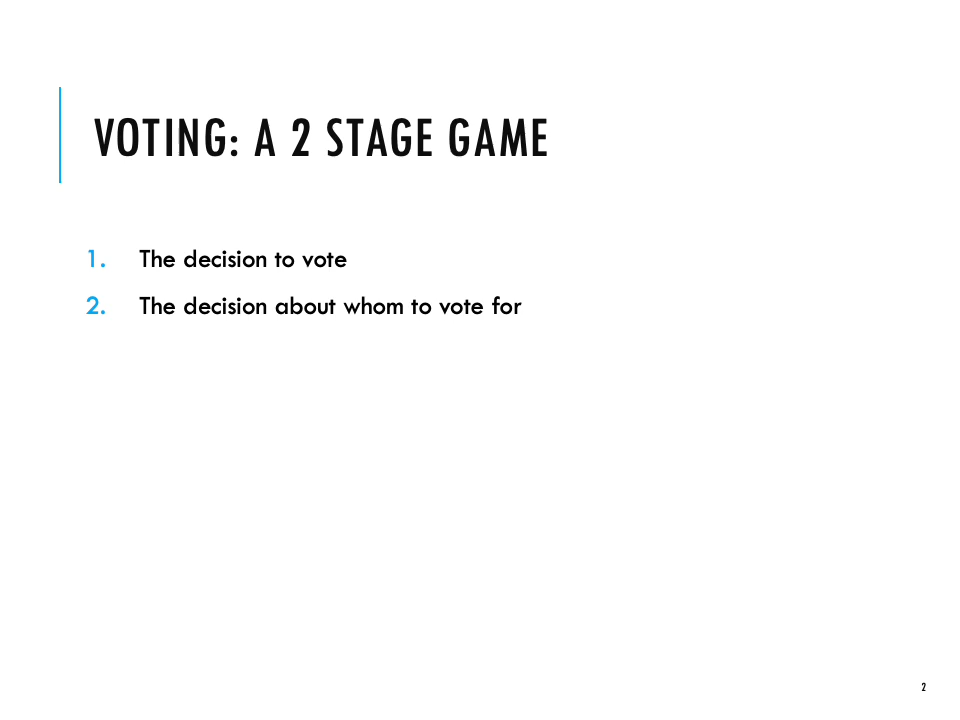 VOTING: A 2 STAGE GAME
1. The decision to vote
2. The decision about whom to vote for
2